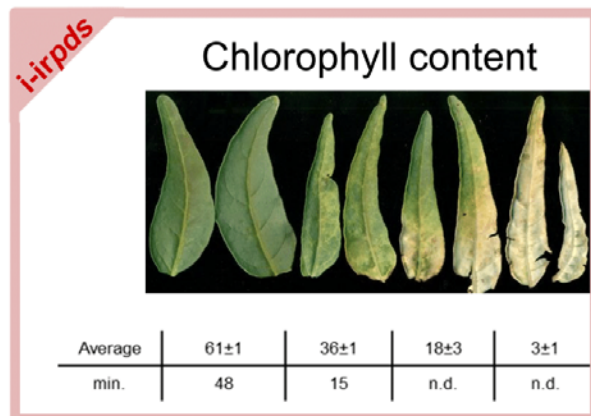 i-irpds
Chlorophyll content
Average 61±1 36±1 18±3 3±1
min. 48 15 n.d. n.d.